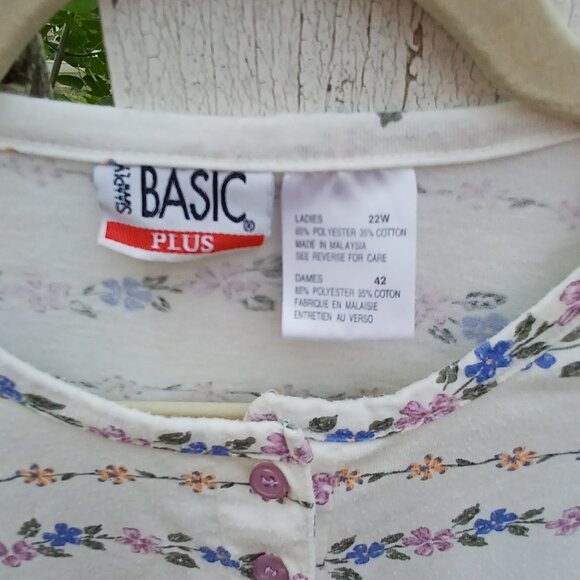 SIMPLY
BASIC®
PLUS
LADIES 22W
65% POLYESTER 35% COTTON
MADE IN MALAYSIA
SEE REVERSE FOR CARE
DAMES 42
65% POLYESTER 35% COTON
FABRIQUE EN MALAISIE
ENTRETIEN AU VERSO